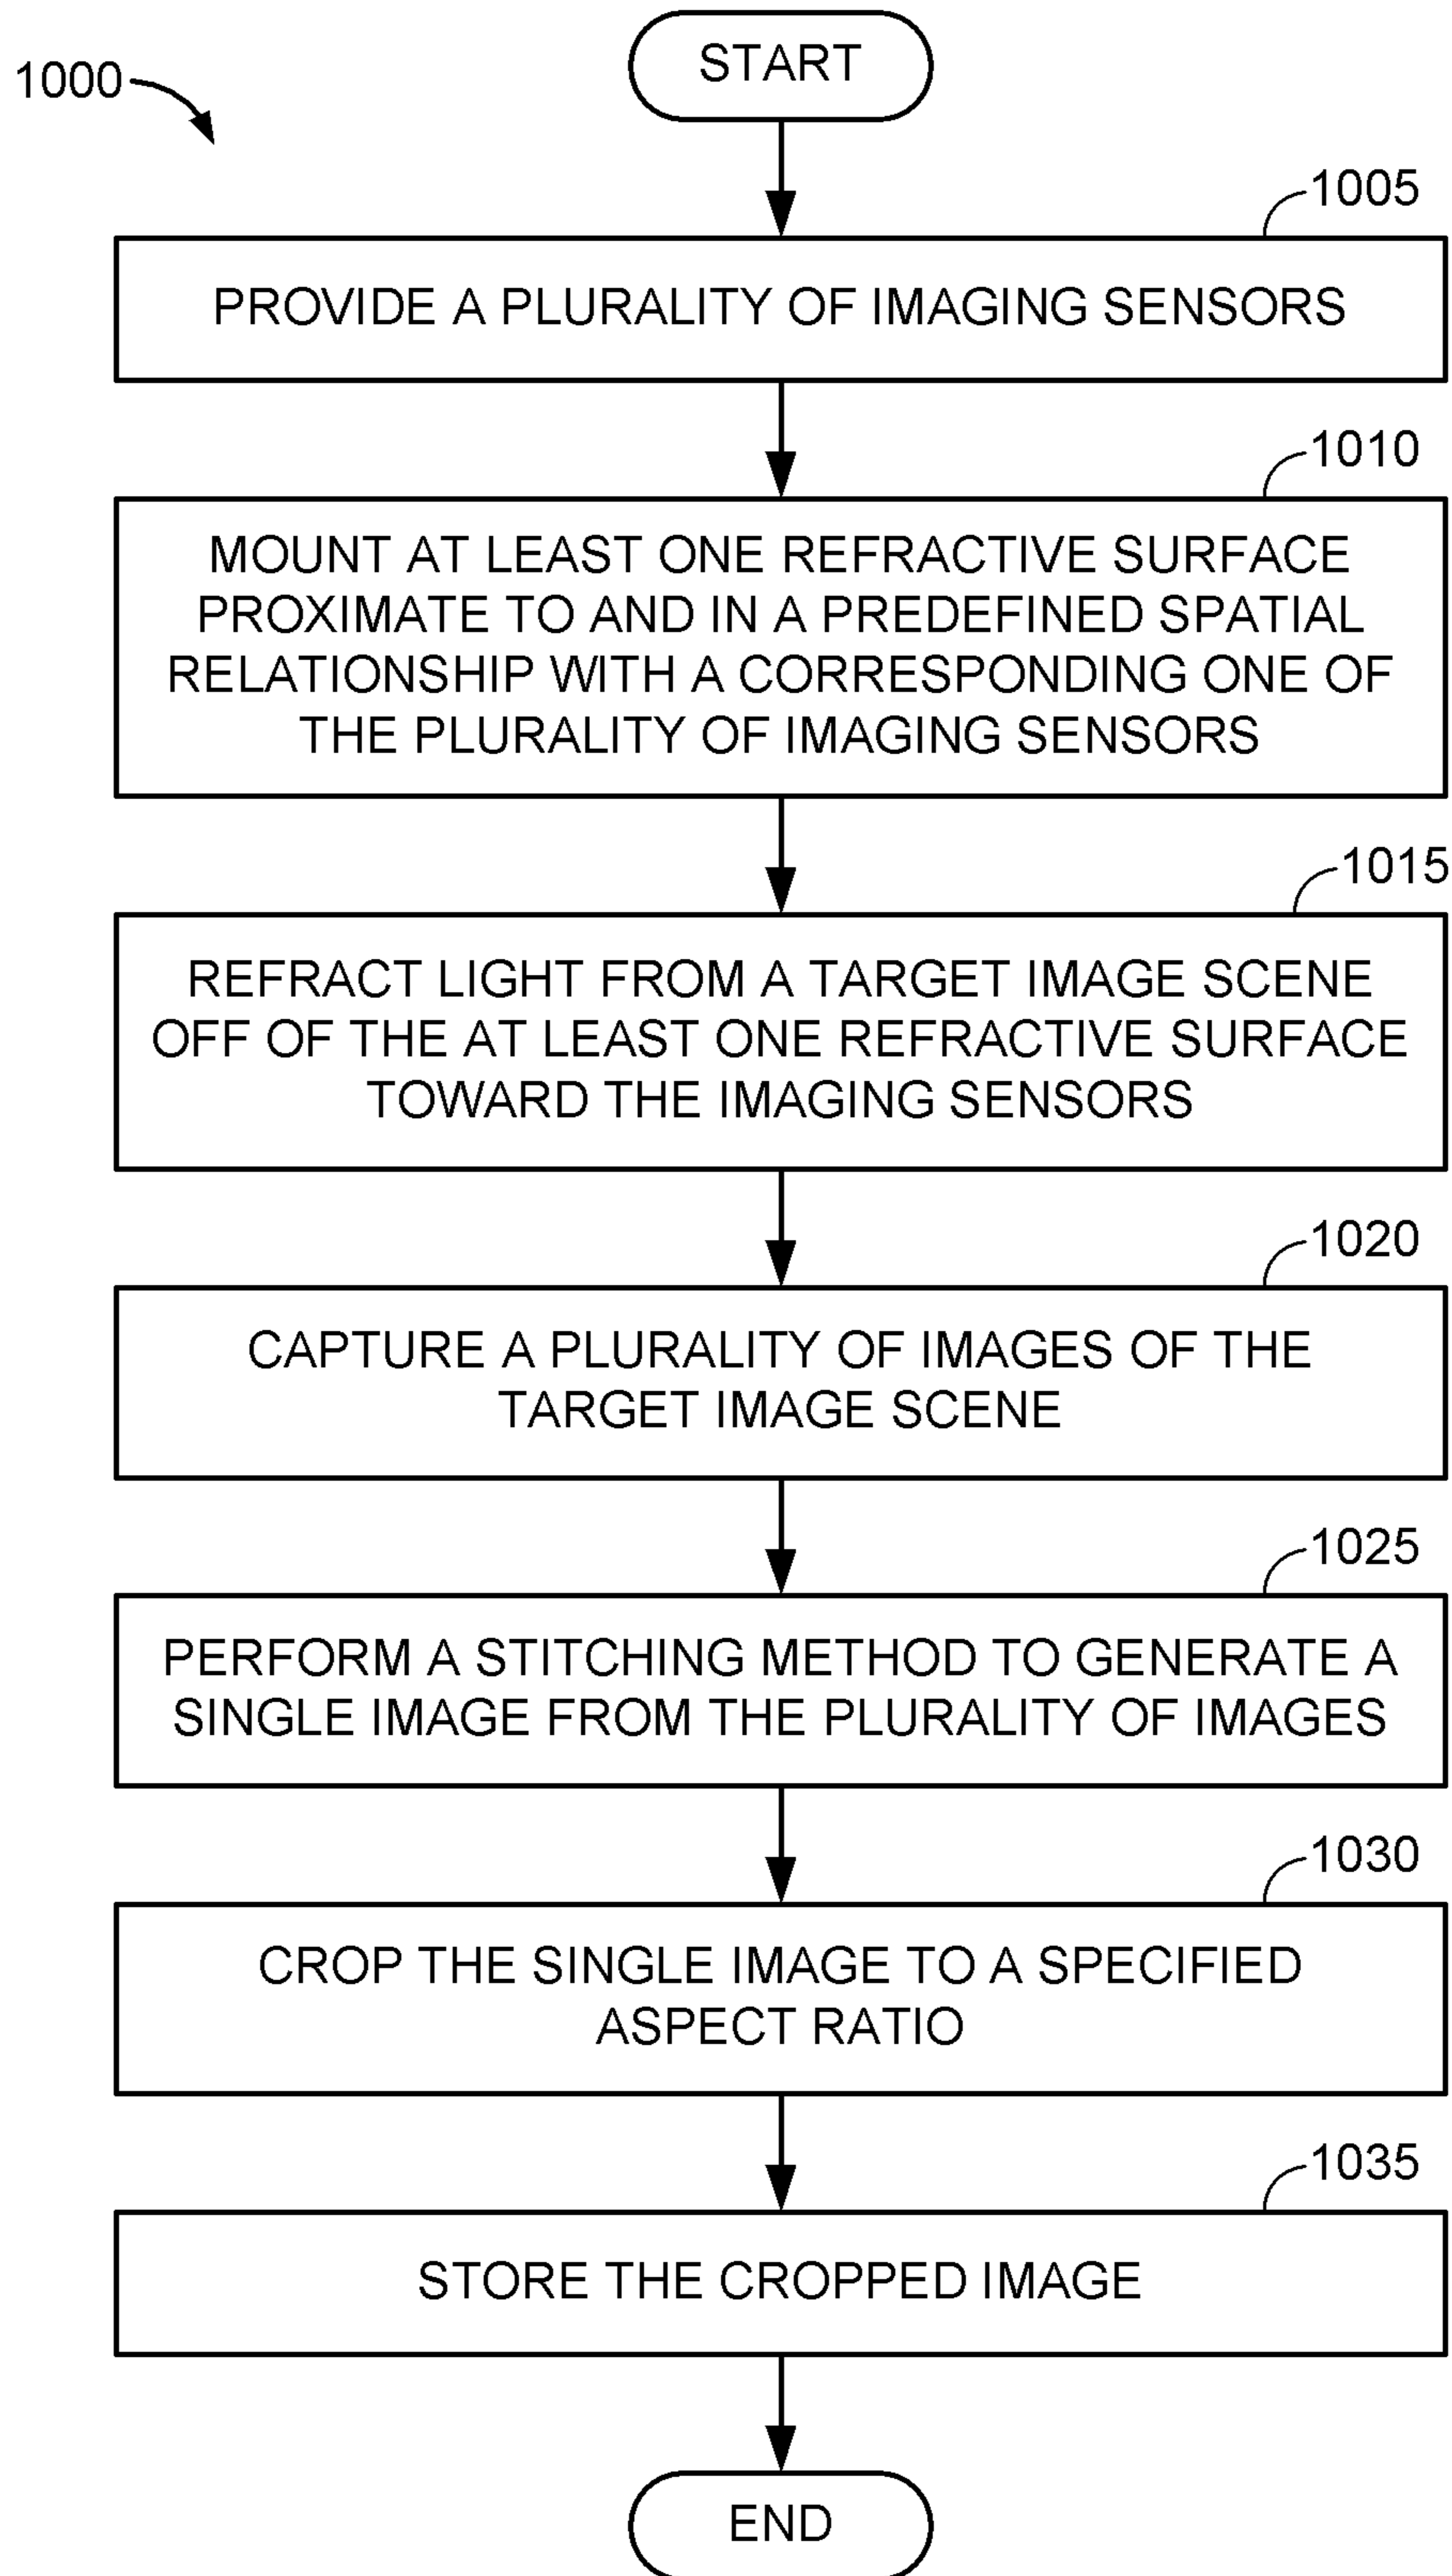 START
1000
1005
PROVIDE A PLURALITY OF IMAGING SENSORS
1010
MOUNT AT LEAST ONE REFRACTIVE SURFACE
PROXIMATE TO AND IN A PREDEFINED SPATIAL
RELATIONSHIP WITH A CORRESPONDING ONE OF
THE PLURALITY OF IMAGING SENSORS
1015
REFRACT LIGHT FROM A TARGET IMAGE SCENE
OFF OF THE AT LEAST ONE REFRACTIVE SURFACE
TOWARD THE IMAGING SENSORS
1020
CAPTURE A PLURALITY OF IMAGES OF THE
TARGET IMAGE SCENE
1025
PERFORM A STITCHING METHOD TO GENERATE A
SINGLE IMAGE FROM THE PLURALITY OF IMAGES
1030
CROP THE SINGLE IMAGE TO A SPECIFIED
ASPECT RATIO
1035
STORE THE CROPPED IMAGE
END